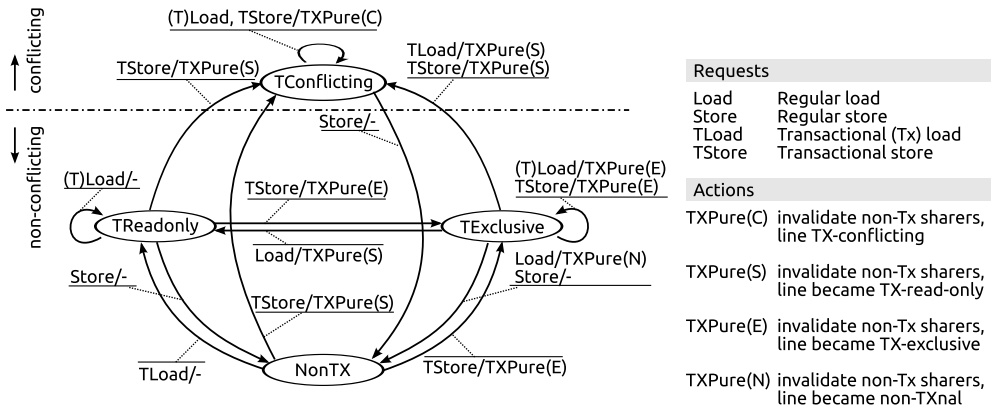 conflicting
non-conflicting
(T)Load, TStore/TXPure(C)
TStore/TXPure(S)
TLoad/TXPure(S)
TStore/TXPure(S)
TConflicting
Store/-
(T)Load/-
TStore/TXPure(E)
(T)Load/TXPure(E)
TStore/TXPure(E)
TReadonly
TExclusive
Load/TXPure(S)
Store/-
Load/TXPure(N)
Store/-
TStore/TXPure(S)
TLoad/-
NonTX
TStore/TXPure(E)
Requests
Load Regular load
Store Regular store
TLoad Transactional (Tx) load
TStore Transactional store
Actions
TXPure(C) invalidate non-Tx sharers,
line TX-conflicting
TXPure(S) invalidate non-Tx sharers,
line became TX-read-only
TXPure(E) invalidate non-Tx sharers,
line became TX-exclusive
TXPure(N) invalidate non-Tx sharers,
line became non-TXnal